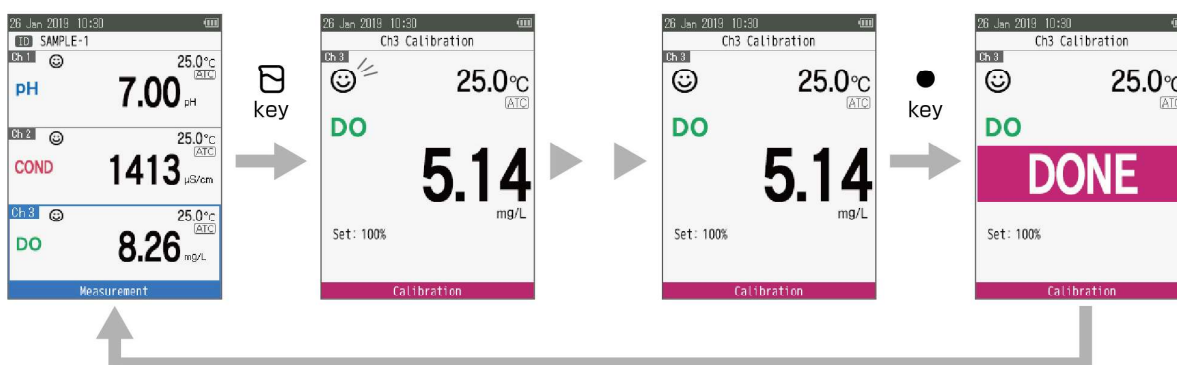 26 Jan 2019 10:30
ID SAMPLE-1
Ch 1
25.0°C
ATC
pH
7.00 pH
Ch 2
25.0°C
ATC
COND
1413 µS/cm
Ch 3
25.0°C
ATC
DO
8.26 mg/L
Measurement
key
26 Jan 2019 10:30
Ch3 Calibration
Ch 3
25.0°C
ATC
DO
5.14
mg/L
Set: 100%
Calibration
26 Jan 2019 10:30
Ch3 Calibration
Ch 3
25.0°C
ATC
DO
5.14
mg/L
Set: 100%
Calibration
key
26 Jan 2019 10:30
Ch3 Calibration
Ch 3
25.0°C
DO
DONE
Set: 100%
Calibration